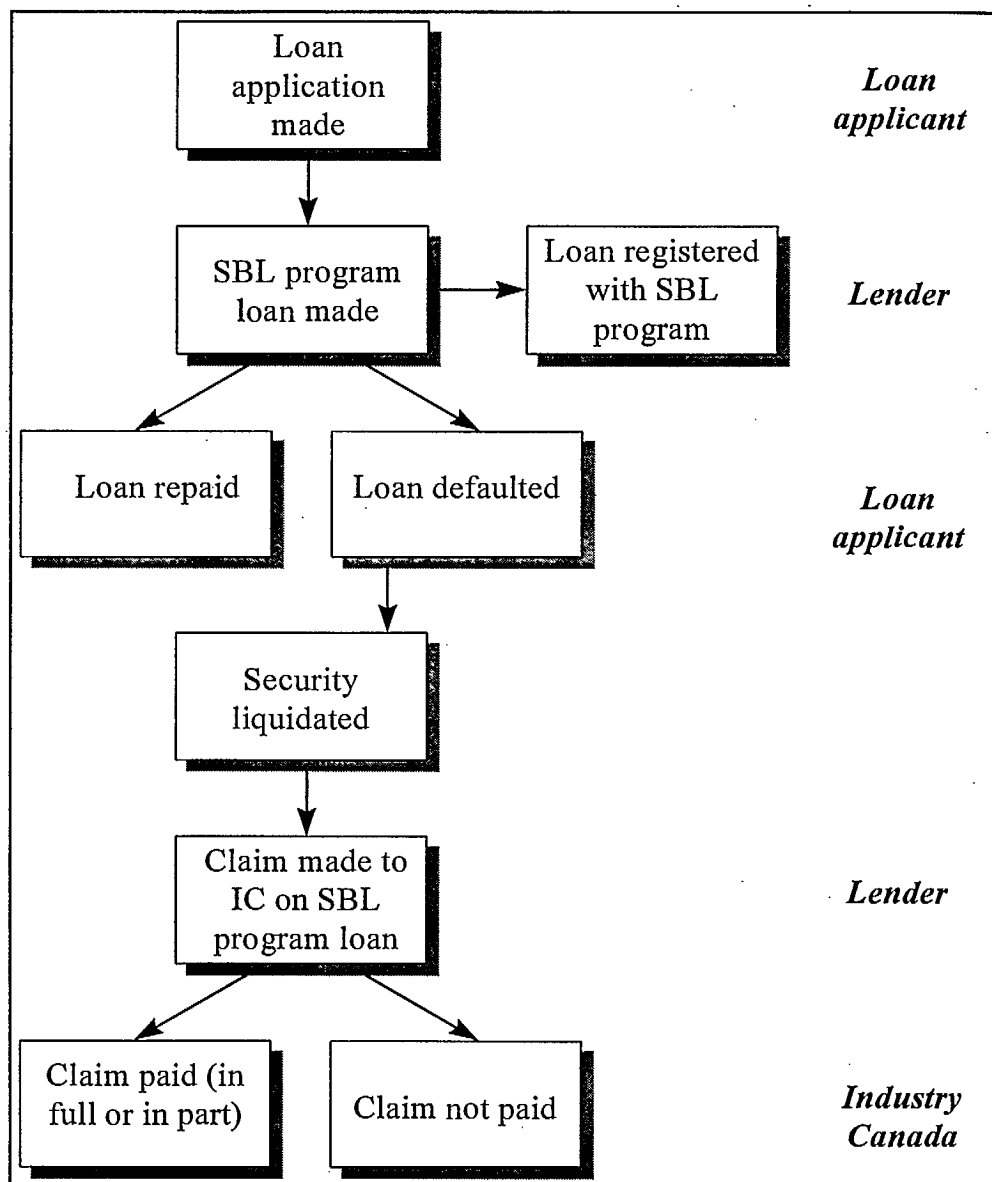 Loan
application
made
Loan
applicant
SBL program
loan made
Loan registered
with SBL
program
Lender
Loan repaid
Loan defaulted
Loan
applicant
Security
liquidated
Claim made to
IC on SBL
program loan
Lender
Claim paid (in
full or in part)
Claim not paid
Industry
Canada